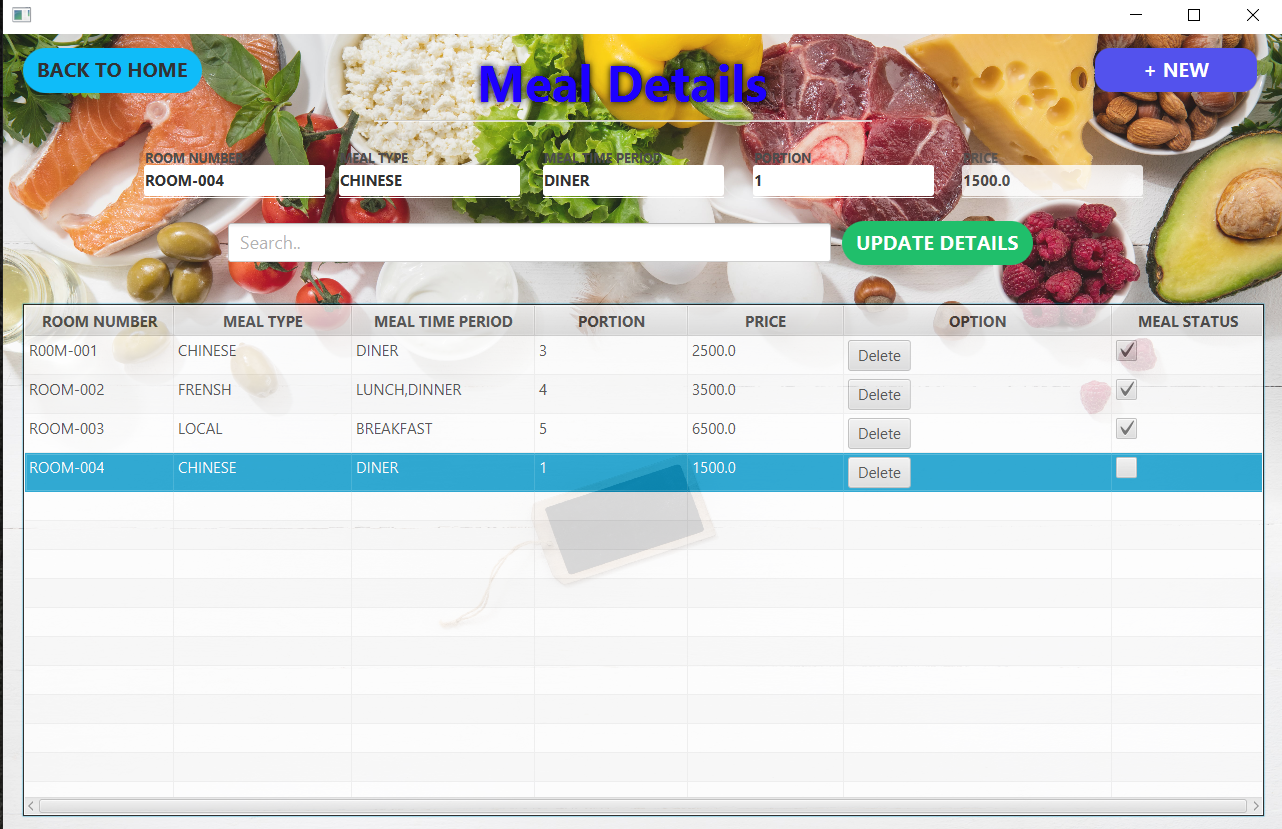 BACK TO HOME
Meal Details
+ NEW
ROOM NUMBER MEAL TYPE MEAL TIME PERIOD PORTION PRICE
ROOM-004 CHINESE DINER 1 1500.0
Search..
UPDATE DETAILS
ROOM NUMBER MEAL TYPE MEAL TIME PERIOD PORTION PRICE OPTION MEAL STATUS
R00M-001 CHINESE DINER 3 2500.0 Delete
ROOM-002 FRENSH LUNCH,DINNER 4 3500.0 Delete
ROOM-003 LOCAL BREAKFAST 5 6500.0 Delete
ROOM-004 CHINESE DINER 1 1500.0 Delete